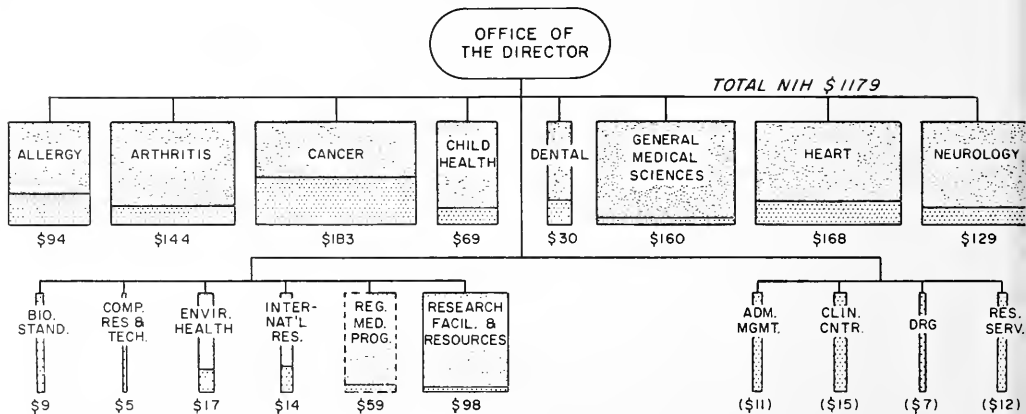 OFFICE OF
THE DIRECTOR
TOTAL NIH $1179
ALLERGY
$94
ARTHRITIS
$144
CANCER
$183
CHILD
HEALTH
$69
DENTAL
$30
GENERAL
MEDICAL
SCIENCES
$160
HEART
$168
NEUROLOGY
$129
BIO.
STAND.
$9
COMP.
RES &
TECH.
$5
ENVIR.
HEALTH
$17
INTER-
NAT'L
RES.
$14
REG.
MED.
PROG.
$59
RESEARCH
FACIL. &
RESOURCES
$98
ADM.
MGMT.
($11)
CLIN.
CNTR.
($15)
DRG
($7)
RES.
SERV.
($12)